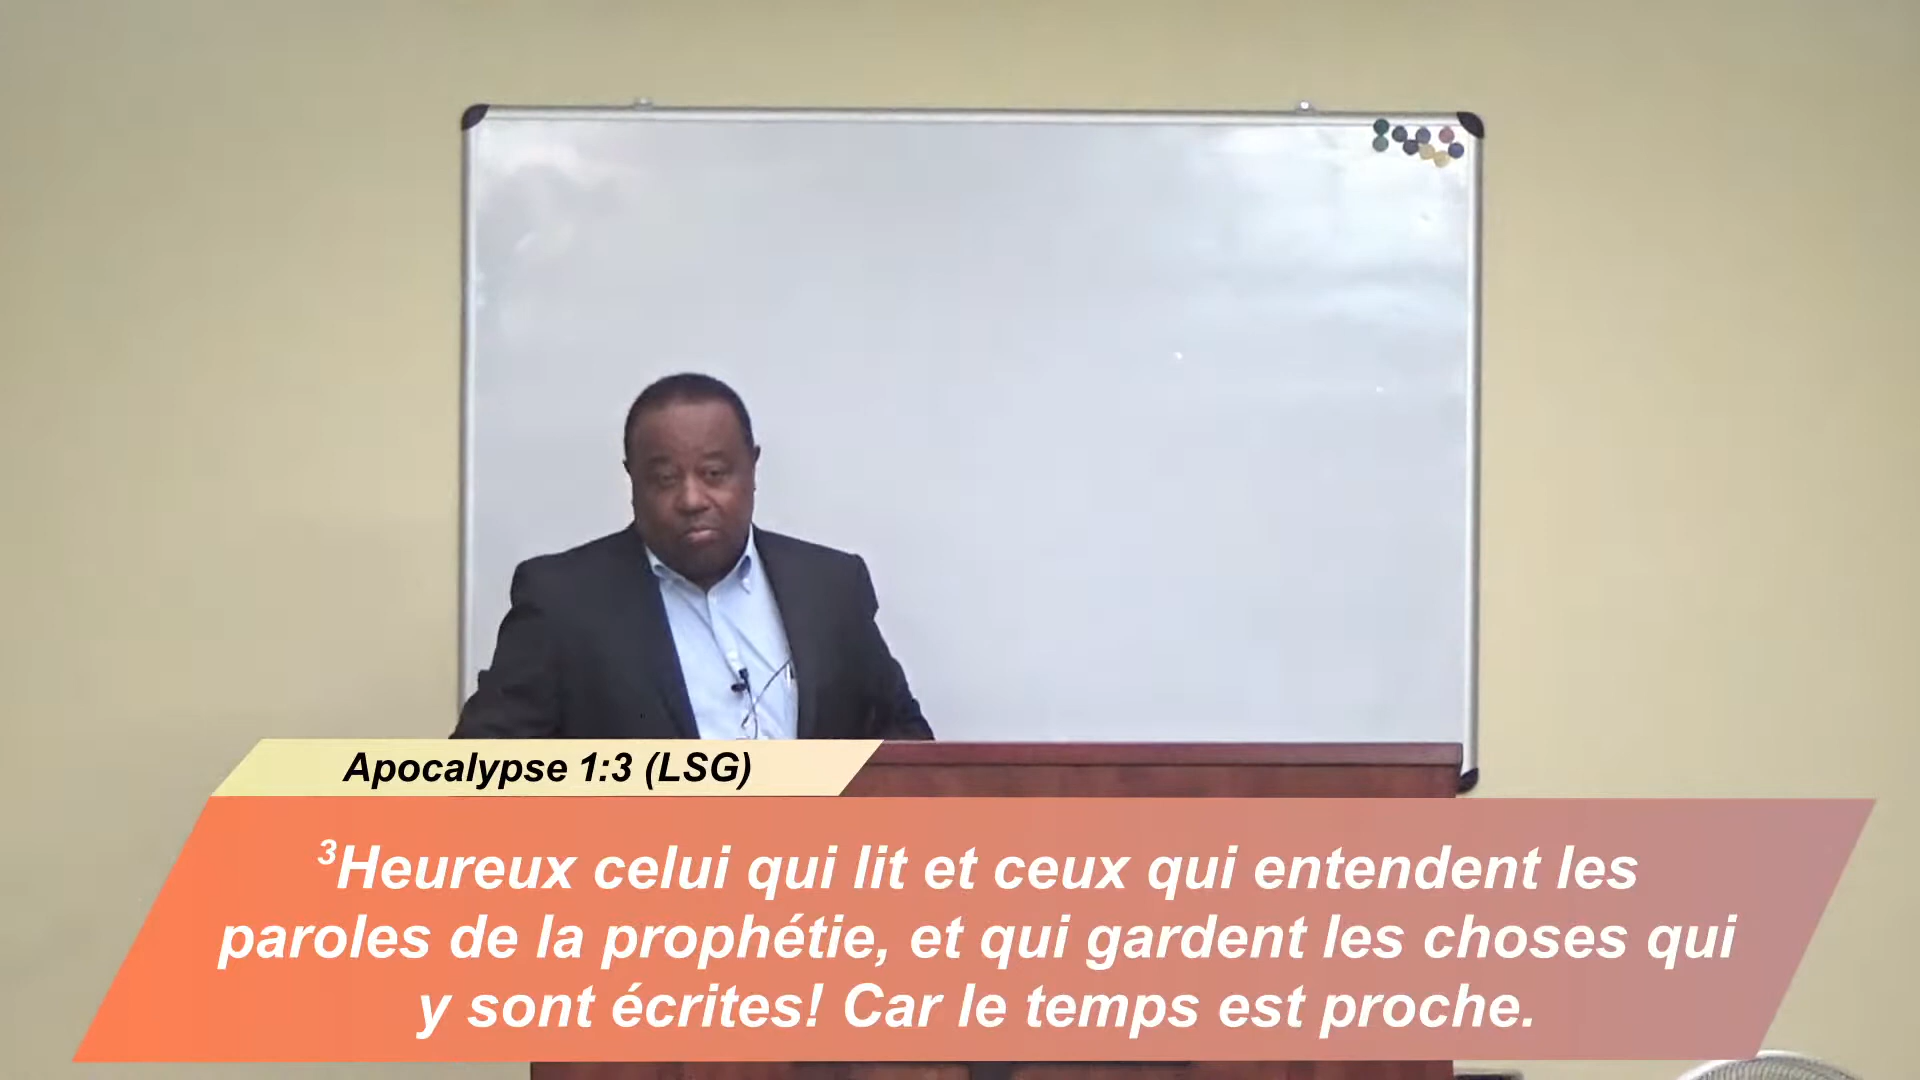 Apocalypse 1:3 (LSG)
³Heureux celui qui lit et ceux qui entendent les
paroles de la prophétie, et qui gardent les choses qui
y sont écrites! Car le temps est proche.